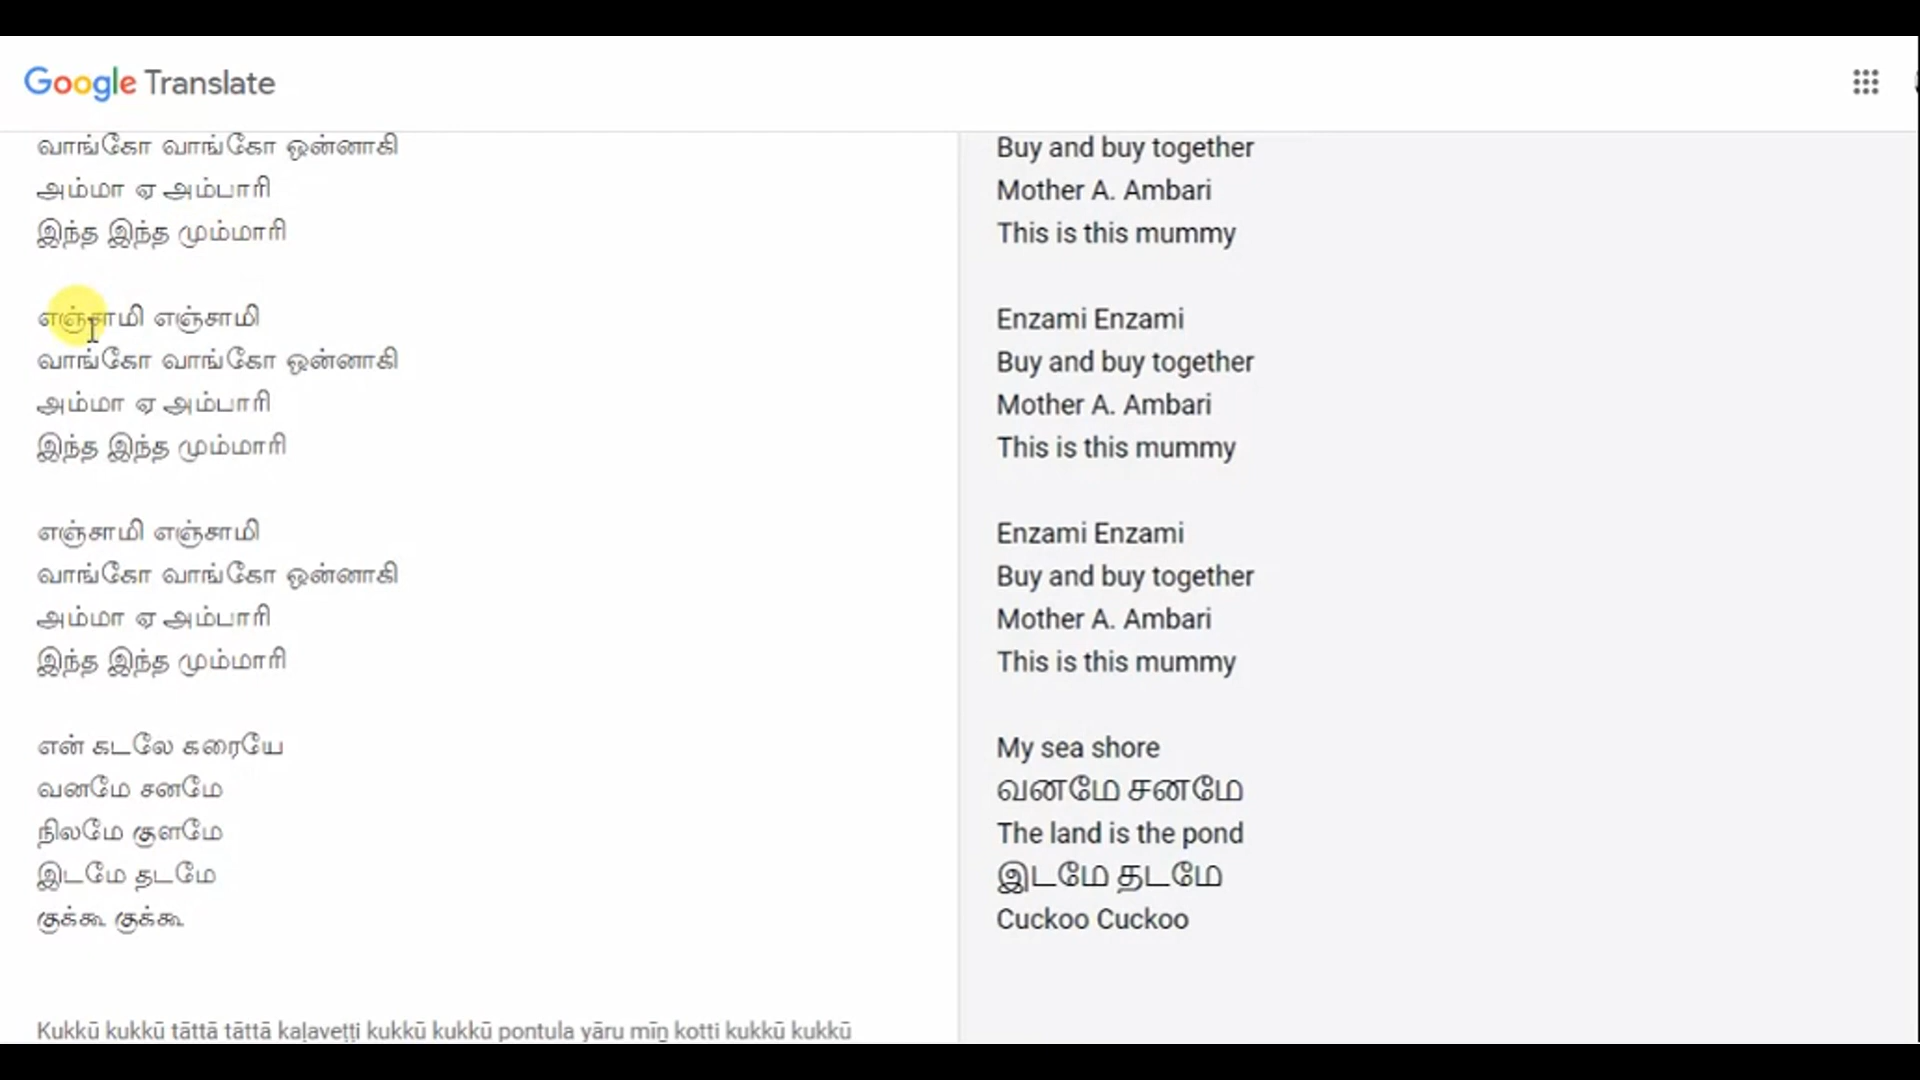 Google Translate
வாங்கோ வாங்கோ ஒன்னாகி
அம்மா ஏ அம்பாரி
இந்த இந்த மும்மாரி
எஞ்சாமி எஞ்சாமி
வாங்கோ வாங்கோ ஒன்னாகி
அம்மா ஏ அம்பாரி
இந்த இந்த மும்மாரி
எஞ்சாமி எஞ்சாமி
வாங்கோ வாங்கோ ஒன்னாகி
அம்மா ஏ அம்பாரி
இந்த இந்த மும்மாரி
என் கடலே கரையே
வனமே சனமே
நிலமே குளமே
இடமே தடமே
குக்கூ குக்கூ
Kukkū kukkū tāttā tāttā kaḷaveṭṭi kukkū kukkū pontula yāru mīṉ kotti kukkū kukkū
Buy and buy together
Mother A. Ambari
This is this mummy
Enzami Enzami
Buy and buy together
Mother A. Ambari
This is this mummy
Enzami Enzami
Buy and buy together
Mother A. Ambari
This is this mummy
My sea shore
வனமே சனமே
The land is the pond
இடமே தடமே
Cuckoo Cuckoo